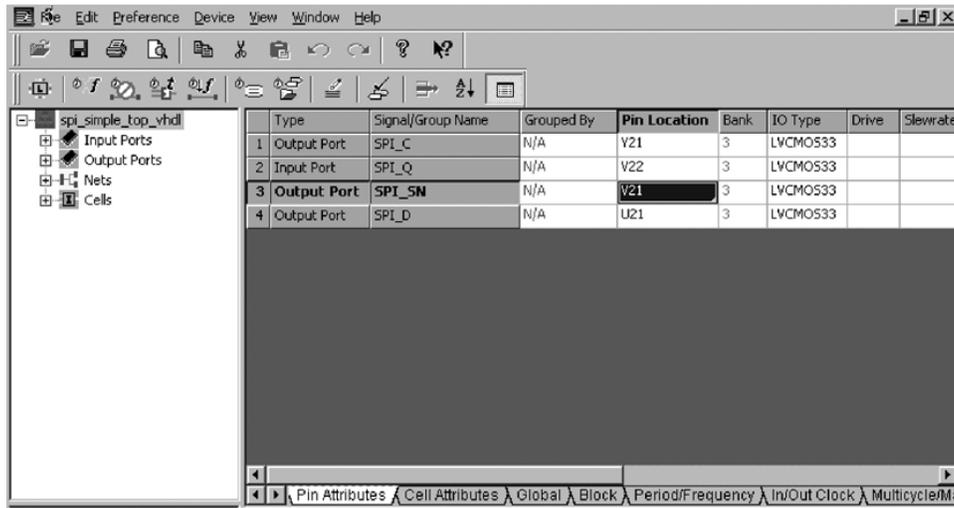 File Edit Preference Device View Window Help
spi_simple_top_vhdl
Input Ports
Output Ports
Nets
Cells
Type Signal/Group Name Grouped By Pin Location Bank IO Type Drive Slewrate
1 Output Port SPI_C N/A Y21 3 LVCMOS33
2 Input Port SPI_Q N/A V22 3 LVCMOS33
3 Output Port SPI_SN N/A V21 3 LVCMOS33
4 Output Port SPI_D N/A U21 3 LVCMOS33
Pin Attributes Cell Attributes Global Block Period/Frequency In/Out Clock Multicycle/Ma